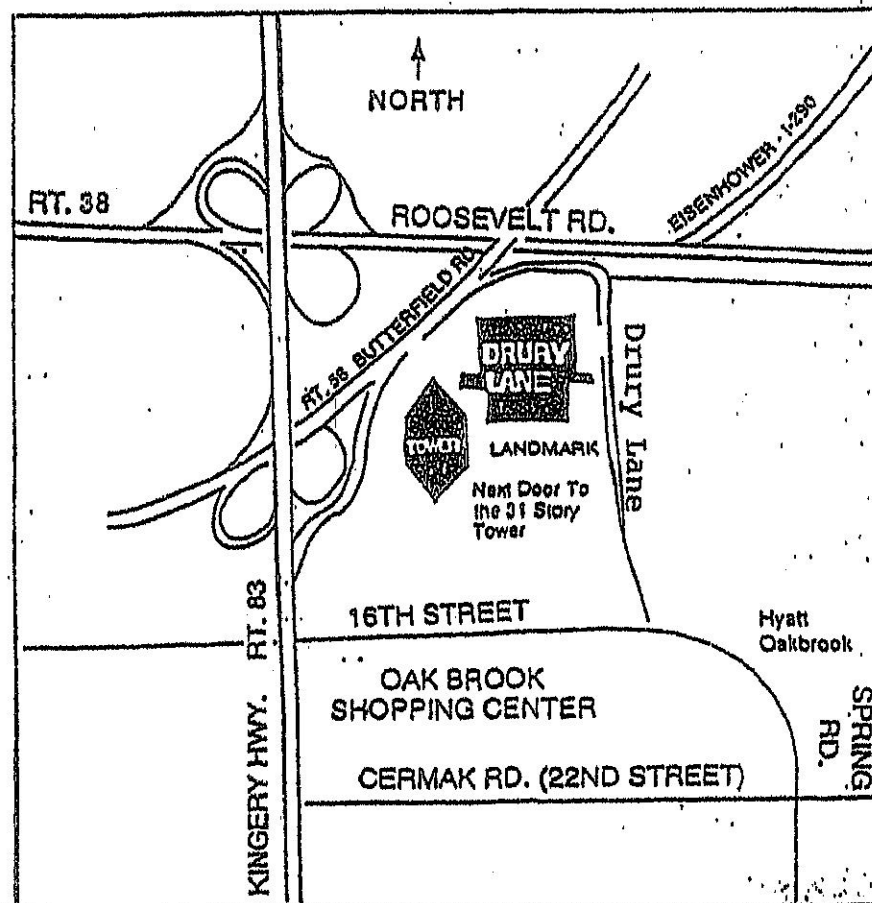 NORTH
RT. 38
ROOSEVELT RD.
EISENHOWER - I-290
RT. 56 BUTTERFIELD RD.
DRURY
LANE
TOWER
LANDMARK
Next Door To
the 31 Story
Tower
Drury Lane
16TH STREET
Hyatt
Oakbrook
KINGERY HWY. RT. 83
OAK BROOK
SHOPPING CENTER
SPRING
RD.
CERMAK RD. (22ND STREET)